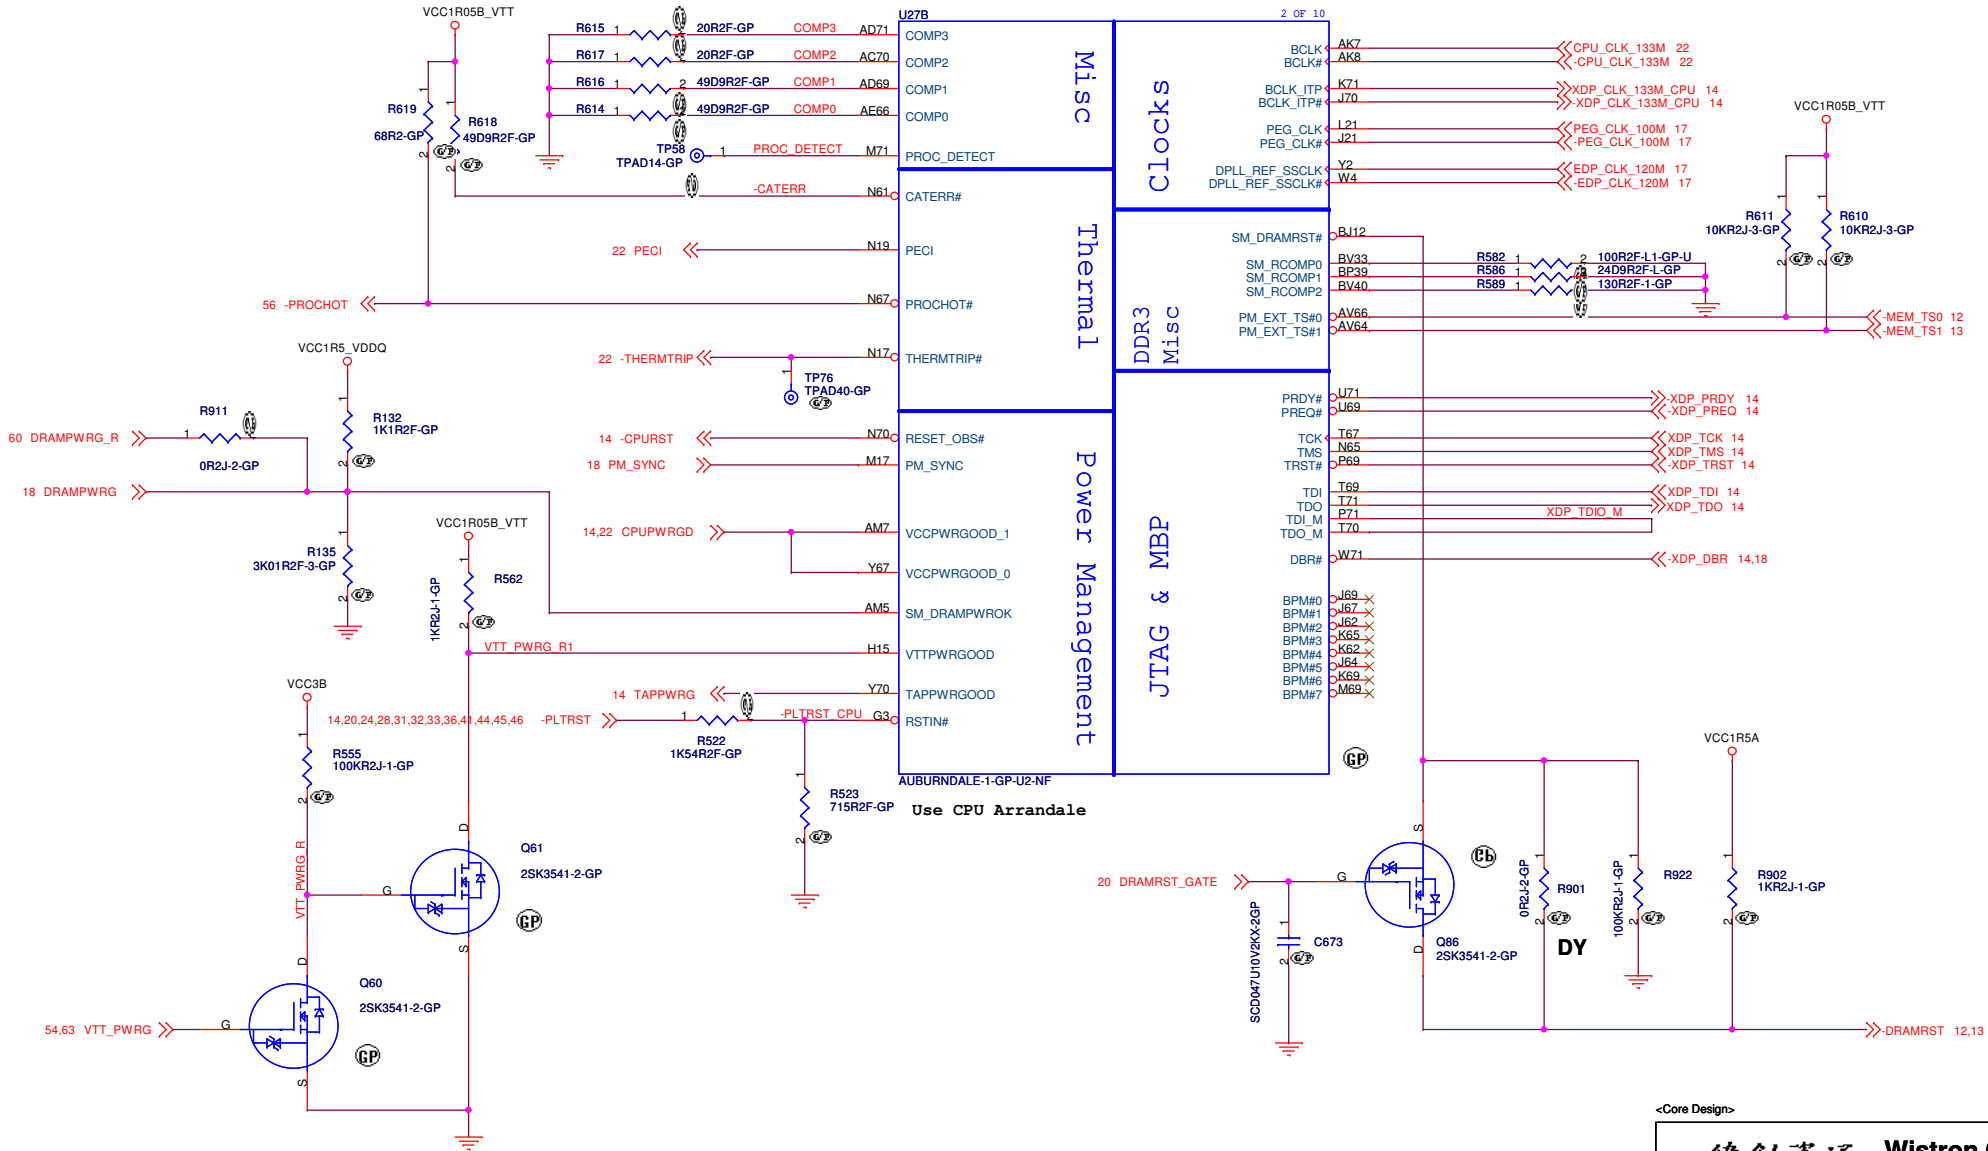 VCC1R05B_VTT
R619
68R2-GP
R618
49D9R2F-GP
R615 1 2 20R2F-GP COMP3 AD71
R617 1 2 20R2F-GP COMP2 AC70
R616 1 2 49D9R2F-GP COMP1 AD69
R614 1 2 49D9R2F-GP COMP0 AE66
TP58
TPAD14-GP
1 PROC_DETECT M71
-CATERR N61
22 PECI N19
56 -PROCHOT N67
22 -THERMTRIP N17
TP76
TPAD40-GP
14 -CPURST N70
18 PM_SYNC M17
14,22 CPUPWRGD AM7
Y67
AM5
VTT_PWRG_R1 H15
14 TAPPWRG Y70
14,20,24,28,31,32,33,36,41,44,45,46 -PLTRST
-PLTRST_CPU G3
R522
1K54R2F-GP
R523
715R2F-GP
VCC1R5_VDDQ
R911
0R2J-2-GP
R132
1K1R2F-GP
60 DRAMPWRG_R
18 DRAMPWRG
R135
3K01R2F-3-GP
VCC1R05B_VTT
R562
1KR2J-1-GP
VCC3B
R555
100KR2J-1-GP
VTT_PWRG_R
Q61
2SK3541-2-GP
G
D
S
Q60
2SK3541-2-GP
G
D
S
54,63 VTT_PWRG
GP
GP
U27B
2 OF 10
Misc
COMP3
COMP2
COMP1
COMP0
PROC_DETECT
Thermal
CATERR#
PECI
PROCHOT#
THERMTRIP#
Power Management
RESET_OBS#
PM_SYNC
VCCPWRGOOD_1
VCCPWRGOOD_0
SM_DRAMPWROK
VTTPWRGOOD
TAPPWRGOOD
RSTIN#
AUBURNDALE-1-GP-U2-NF
Use CPU Arrandale
GP
Clocks
BCLK AK7 CPU_CLK_133M 22
BCLK# AK8 -CPU_CLK_133M 22
BCLK_ITP K71 XDP_CLK_133M_CPU 14
BCLK_ITP# J70 -XDP_CLK_133M_CPU 14
PEG_CLK L21 PEG_CLK_100M 17
PEG_CLK# J21 -PEG_CLK_100M 17
DPLL_REF_SSCLK Y2 EDP_CLK_120M 17
DPLL_REF_SSCLK# W4 -EDP_CLK_120M 17
DDR3
Misc
SM_DRAMRST# BJ12
SM_RCOMP0 BV33 R582 1 2 100R2F-L1-GP-U
SM_RCOMP1 BP39 R586 1 24D9R2F-L-GP
SM_RCOMP2 BV40 R589 1 130R2F-1-GP
PM_EXT_TS#0 AV66 -MEM_TS0 12
PM_EXT_TS#1 AV64 -MEM_TS1 13
VCC1R05B_VTT
R611
10KR2J-3-GP
R610
10KR2J-3-GP
JTAG & MBP
PRDY# U71 -XDP_PRDY 14
PREQ# U69 -XDP_PREQ 14
TCK T67 XDP_TCK 14
TMS N65 XDP_TMS 14
TRST# P69 -XDP_TRST 14
TDI T69 XDP_TDI 14
TDO T71 XDP_TDO 14
TDI_M P71 XDP_TDIO_M
TDO_M T70
DBR# W71 -XDP_DBR 14,18
BPM#0 J69
BPM#1 J67
BPM#2 J62
BPM#3 K65
BPM#4 K62
BPM#5 J64
BPM#6 K69
BPM#7 M69
20 DRAMRST_GATE
SCD047U10V2KX-2GP
C673
G
S
D
Q86
2SK3541-2-GP
0R2J-2-GP
R901
DY
100KR2J-1-GP
R922
VCC1R5A
R902
1KR2J-1-GP
-DRAMRST 12,13
<Core Design>
Wistron